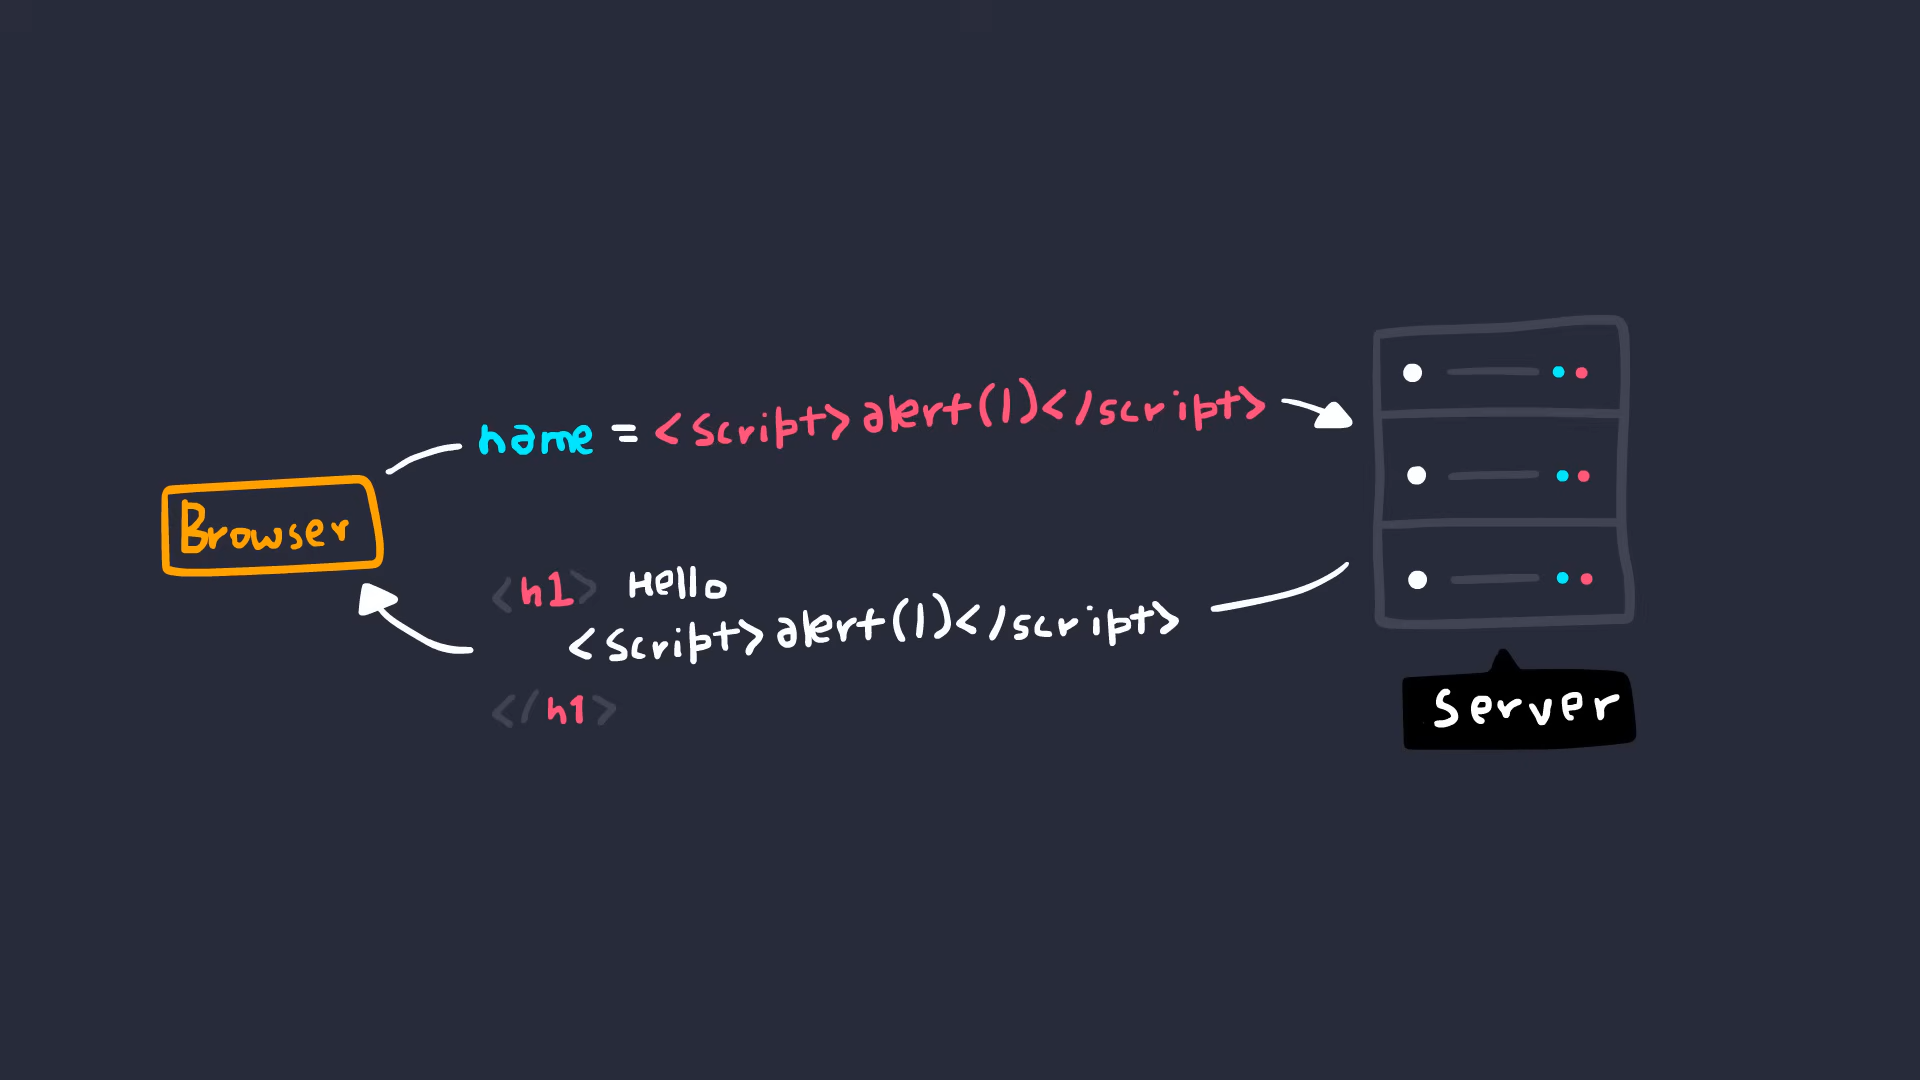 name = <script>alert(1)</script>
Browser
<h1> Hello
<script>alert(1)</script>
</h1>
Server